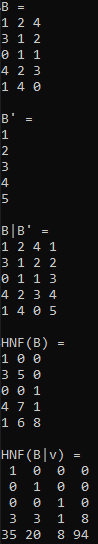 B =
1 2 4
3 1 2
0 1 1
4 2 3
1 4 0
B' =
1
2
3
4
5
B|B' =
1 2 4 1
3 1 2 2
0 1 1 3
4 2 3 4
1 4 0 5
HNF(B) =
1 0 0
3 5 0
0 0 1
4 7 1
1 6 8
HNF(B|v) =
1 0 0 0
0 1 0 0
0 0 1 0
3 3 1 8
35 20 8 94